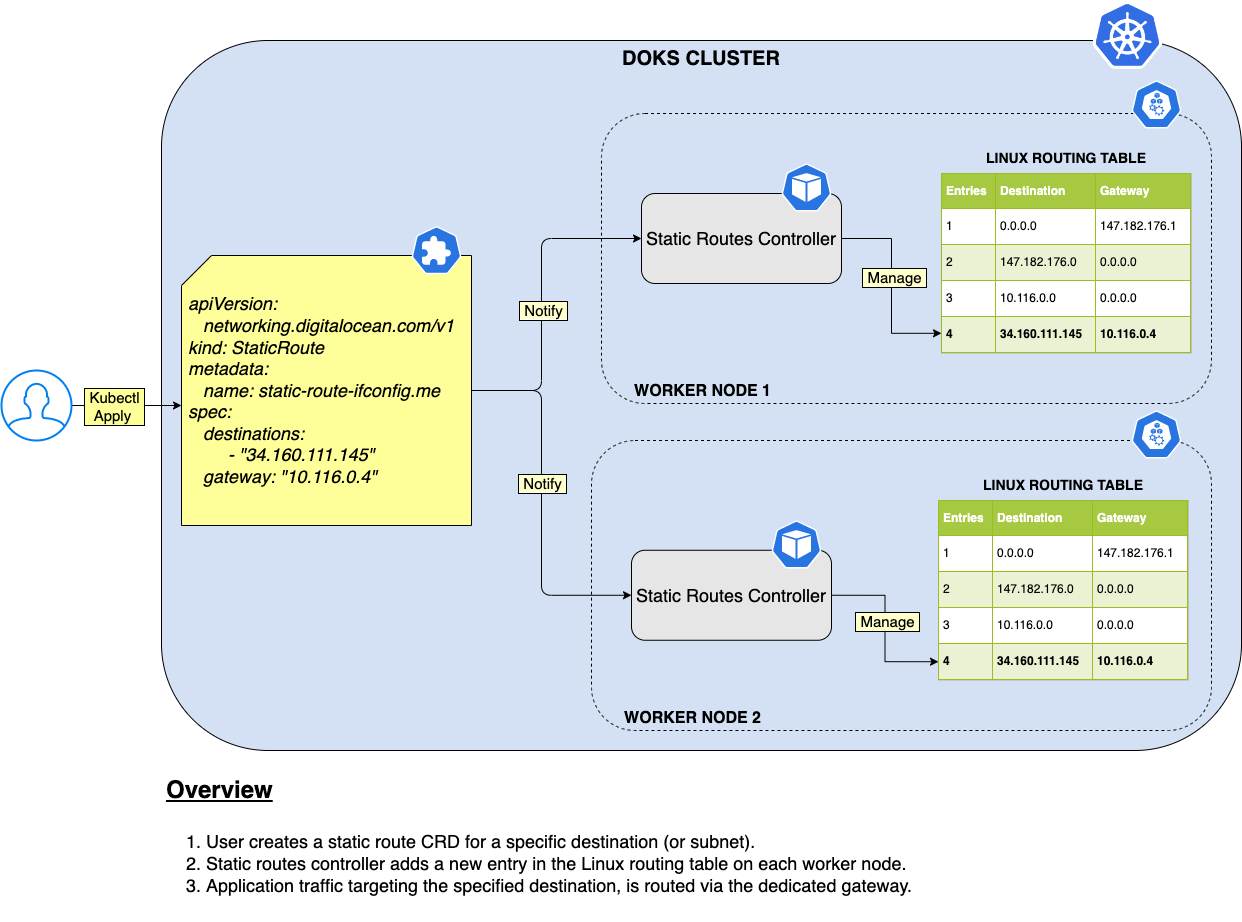 DOKS CLUSTER
Kubectl
Apply
apiVersion:
networking.digitalocean.com/v1
kind: StaticRoute
metadata:
name: static-route-ifconfig.me
spec:
destinations:
- "34.160.111.145"
gateway: "10.116.0.4"
Notify
Notify
Static Routes Controller
Manage
LINUX ROUTING TABLE
Entries Destination Gateway
1 0.0.0.0 147.182.176.1
2 147.182.176.0 0.0.0.0
3 10.116.0.0 0.0.0.0
4 34.160.111.145 10.116.0.4
WORKER NODE 1
Static Routes Controller
Manage
LINUX ROUTING TABLE
Entries Destination Gateway
1 0.0.0.0 147.182.176.1
2 147.182.176.0 0.0.0.0
3 10.116.0.0 0.0.0.0
4 34.160.111.145 10.116.0.4
WORKER NODE 2
Overview
1. User creates a static route CRD for a specific destination (or subnet).
2. Static routes controller adds a new entry in the Linux routing table on each worker node.
3. Application traffic targeting the specified destination, is routed via the dedicated gateway.